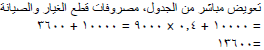 تعويض مباشر من الجدول، مصروفات قطع الغيار والصيانة
= ١٠٠٠٠ + ٠,٤ × ٩٠٠٠ = ١٠٠٠٠ + ٣٦٠٠
=١٣٦٠٠